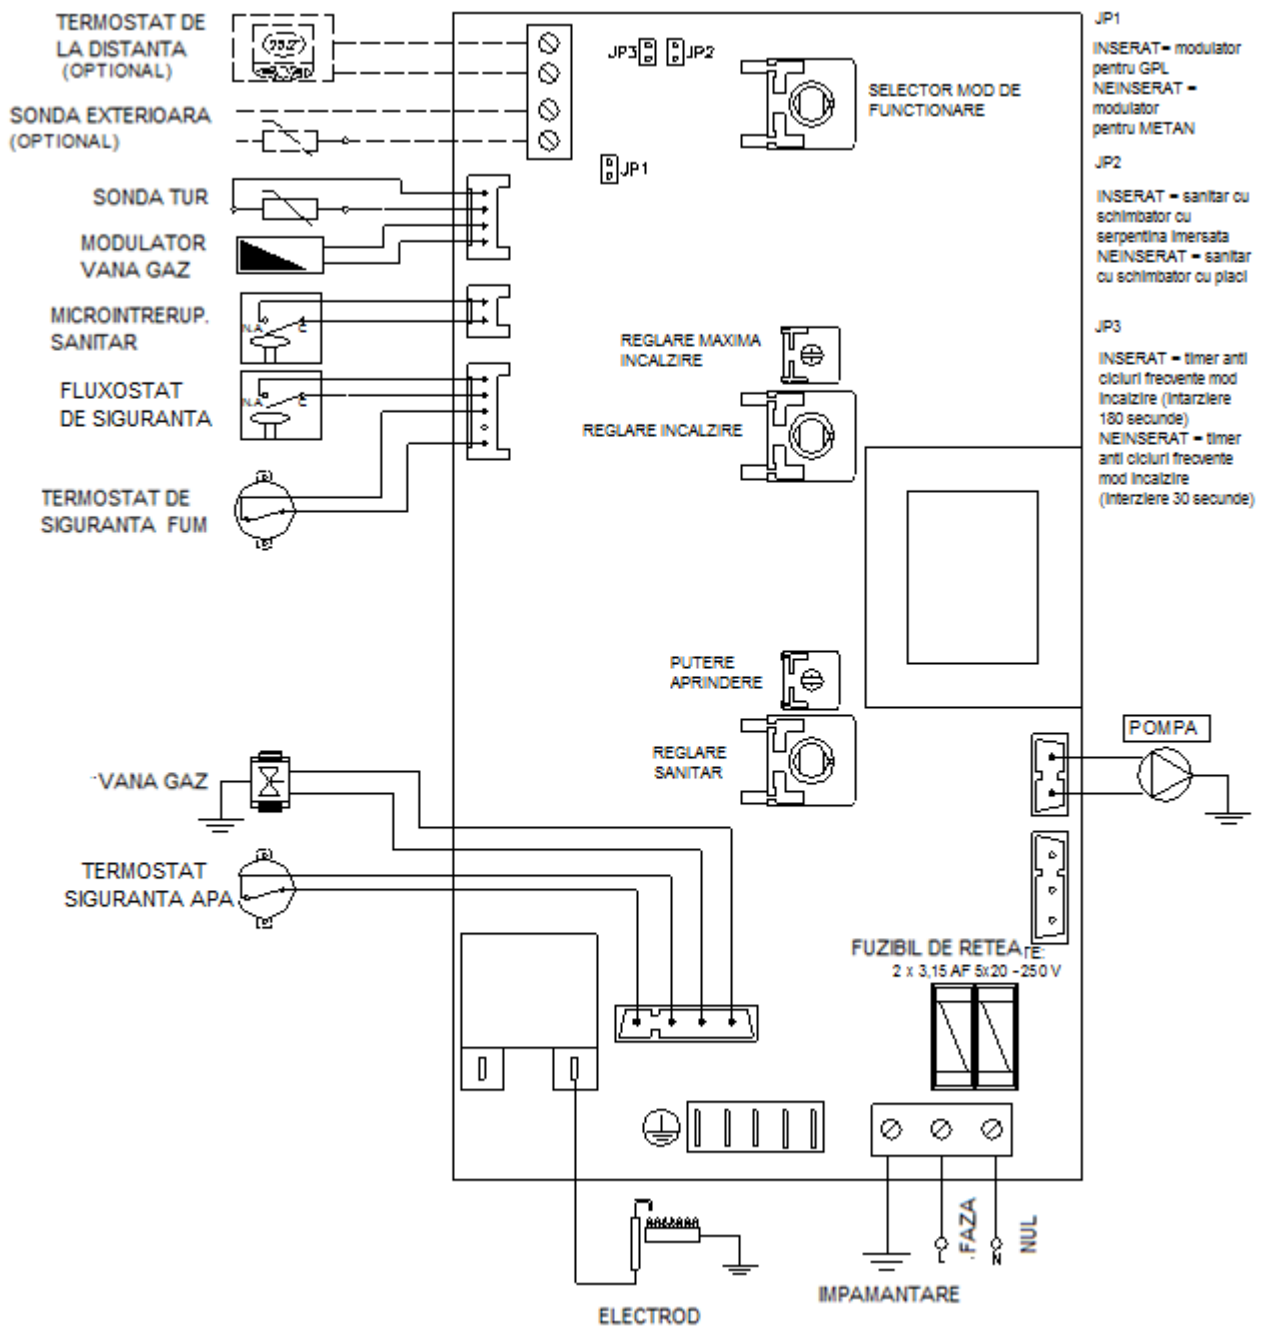 TERMOSTAT DE
LA DISTANTA
(OPTIONAL)
SONDA EXTERIOARA
(OPTIONAL)
SONDA TUR
MODULATOR
VANA GAZ
MICROINTRERUP.
SANITAR
N.A.
C
FLUXOSTAT
DE SIGURANTA
N.A.
C
TERMOSTAT DE
SIGURANTA FUM
VANA GAZ
TERMOSTAT
SIGURANTA APA
JP3
JP2
JP1
SELECTOR MOD DE
FUNCTIONARE
REGLARE MAXIMA
INCALZIRE
REGLARE INCALZIRE
PUTERE
APRINDERE
REGLARE
SANITAR
POMPA
FUZIBIL DE RETEA TE:
2 x 3,15 AF 5x20 -250 V
L
FAZA
N
NUL
IMPAMANTARE
ELECTROD
JP1
INSERAT= modulator
pentru GPL
NEINSERAT =
modulator
pentru METAN
JP2
INSERAT = sanitar cu
schimbator cu
serpentina imersata
NEINSERAT = sanitar
cu schimbator cu placi
JP3
INSERAT = timer anti
cicluri frecvente mod
incalzire (intarziere
180 secunde)
NEINSERAT = timer
anti cicluri frecvente
mod incalzire
(interziere 30 secunde)